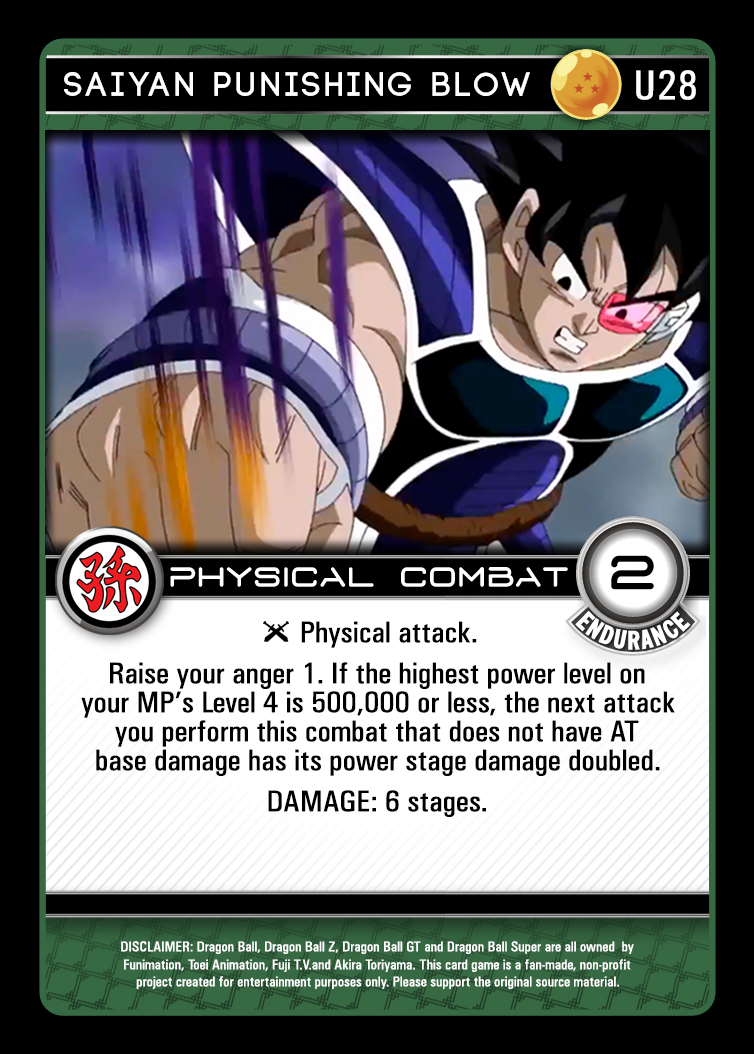 SAIYAN PUNISHING BLOW U28
孫 PHYSICAL COMBAT 2
ENDURANCE
Physical attack.
Raise your anger 1. If the highest power level on
your MP's Level 4 is 500,000 or less, the next attack
you perform this combat that does not have AT
base damage has its power stage damage doubled.
DAMAGE: 6 stages.
DISCLAIMER: Dragon Ball, Dragon Ball Z, Dragon Ball GT and Dragon Ball Super are all owned by
Funimation, Toei Animation, Fuji T.V.and Akira Toriyama. This card game is a fan-made, non-profit
project created for entertainment purposes only. Please support the original source material.